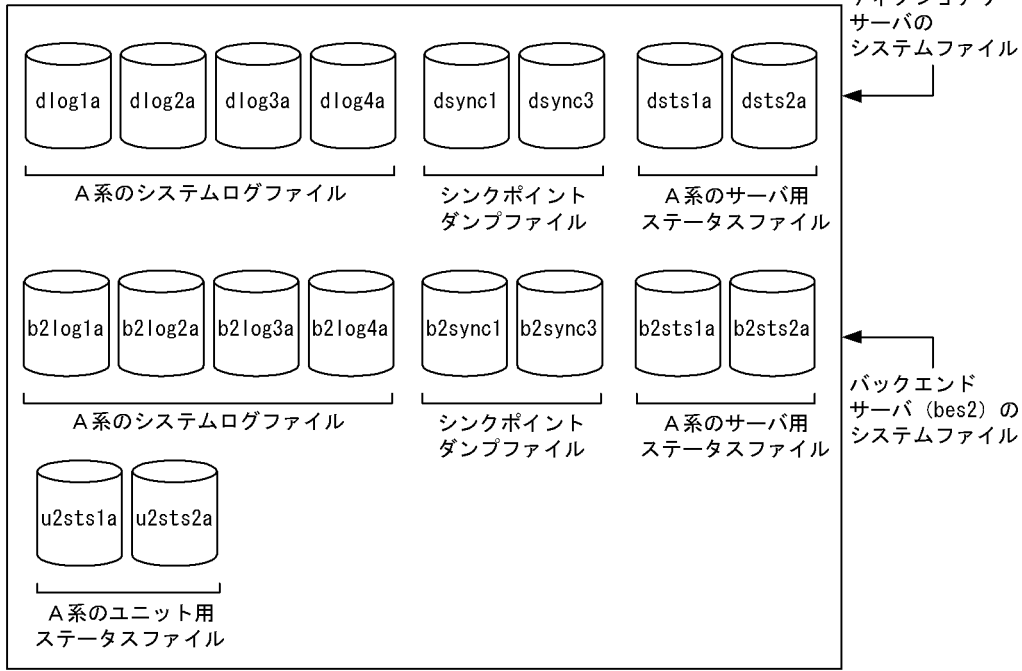 サーバの
システムファイル
dlog1a dlog2a dlog3a dlog4a dsync1 dsync3 dsts1a dsts2a
A系のシステムログファイル
シンクポイント
ダンプファイル
A系のサーバ用
ステータスファイル
b2log1a b2log2a b2log3a b2log4a b2sync1 b2sync3 b2sts1a b2sts2a
A系のシステムログファイル
シンクポイント
ダンプファイル
A系のサーバ用
ステータスファイル
バックエンド
サーバ(bes2)の
システムファイル
u2sts1a u2sts2a
A系のユニット用
ステータスファイル